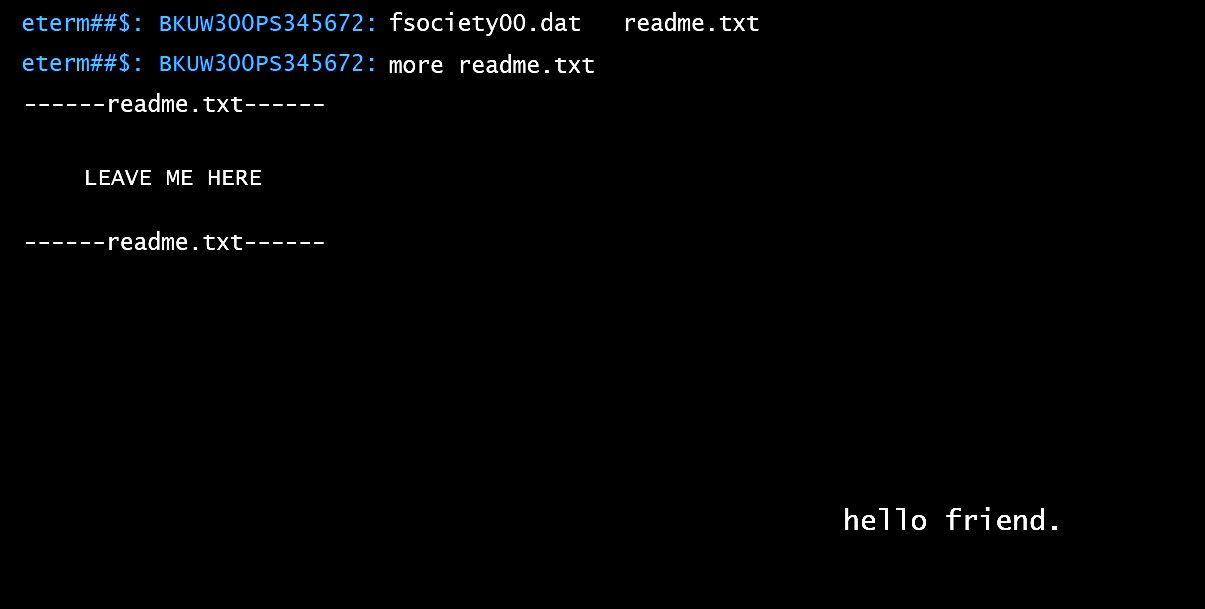 eterm##$: BKUW300PS345672: fsociety00.dat   readme.txt
eterm##$: BKUW300PS345672: more readme.txt
------readme.txt------
LEAVE ME HERE
------readme.txt------
hello friend.